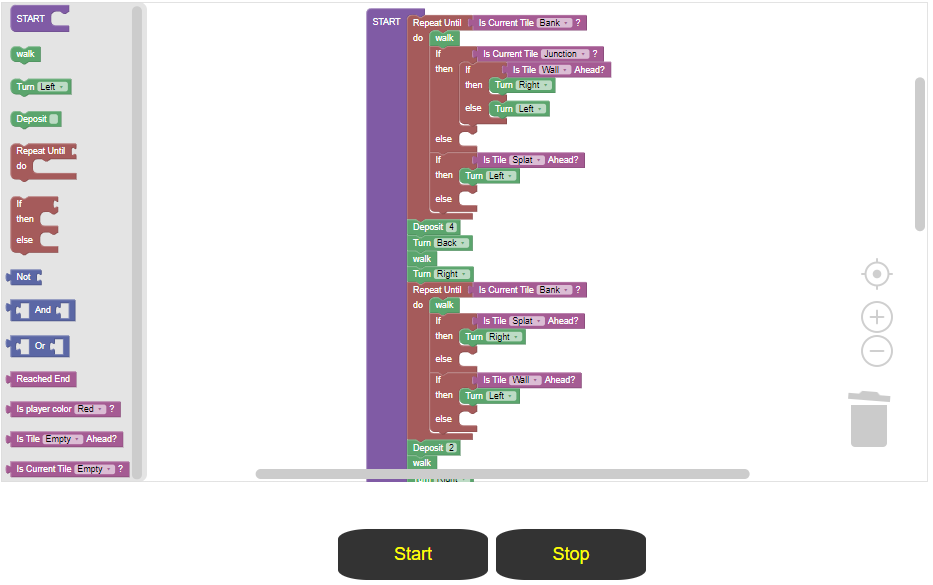 START
walk
Turn Left
Deposit
Repeat Until
do
If
then
else
Not
And
Or
Reached End
Is player color Red ?
Is Tile Empty Ahead?
Is Current Tile Empty ?
START
Repeat Until Is Current Tile Bank ?
do walk
If Is Current Tile Junction ?
then If Is Tile Wall Ahead?
then Turn Right
else Turn Left
else
If Is Tile Splat Ahead?
then Turn Left
else
Deposit 4
Turn Back
walk
Turn Right
Repeat Until Is Current Tile Bank ?
do walk
If Is Tile Splat Ahead?
then Turn Right
else
If Is Tile Wall Ahead?
then Turn Left
else
Deposit 2
walk
Start Stop